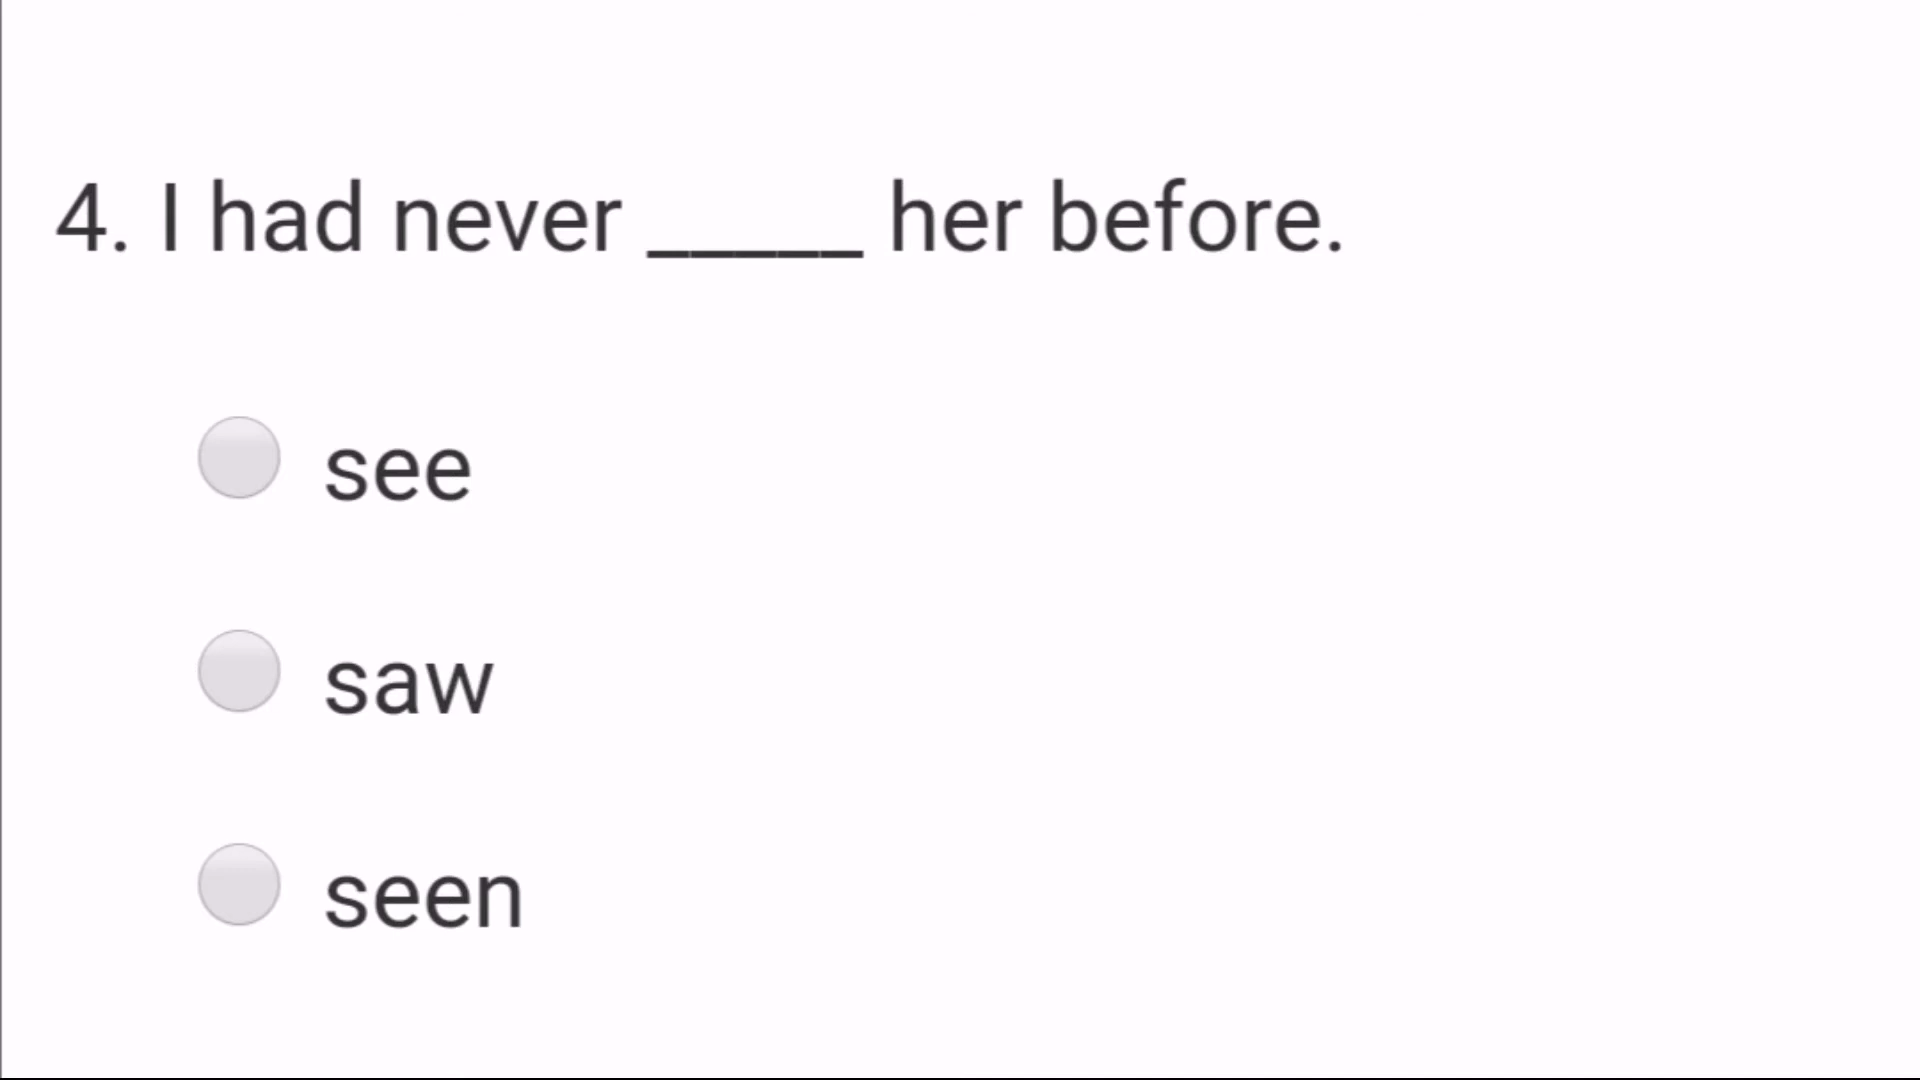 4. I had never _____ her before.
see
saw
seen